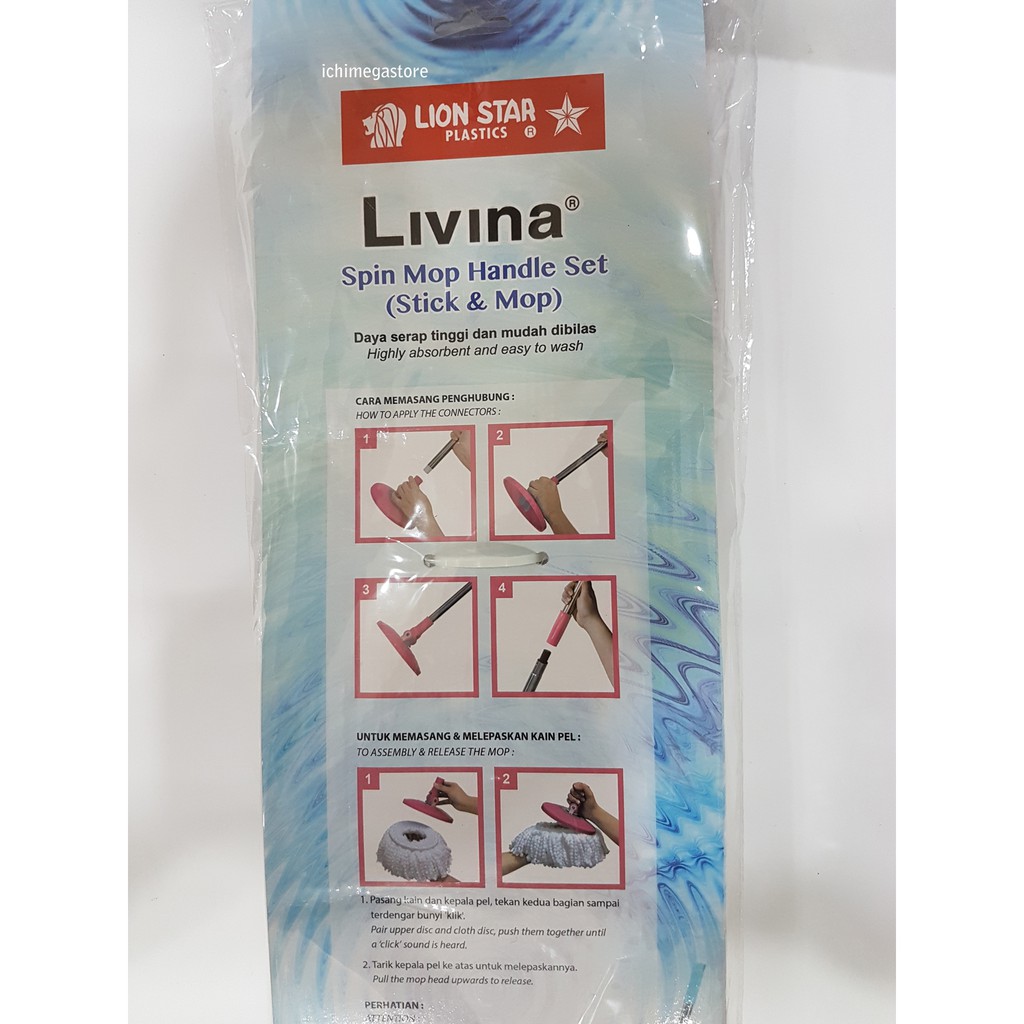 ichimegastore
LION STAR
PLASTICS ®
Livina®
Spin Mop Handle Set
(Stick & Mop)
Daya serap tinggi dan mudah dibilas
Highly absorbent and easy to wash
CARA MEMASANG PENGHUBUNG :
HOW TO APPLY THE CONNECTORS :
1
2
3
4
UNTUK MEMASANG & MELEPASKAN KAIN PEL :
TO ASSEMBLY & RELEASE THE MOP :
1
2
1. Pasang kain dan kepala pel, tekan kedua bagian sampai
terdengar bunyi 'klik'.
Pair upper disc and cloth disc, push them together until
a 'click' sound is heard.
2. Tarik kepala pel ke atas untuk melepaskannya.
Pull the mop head upwards to release.
PERHATIAN :
ATTENTION :